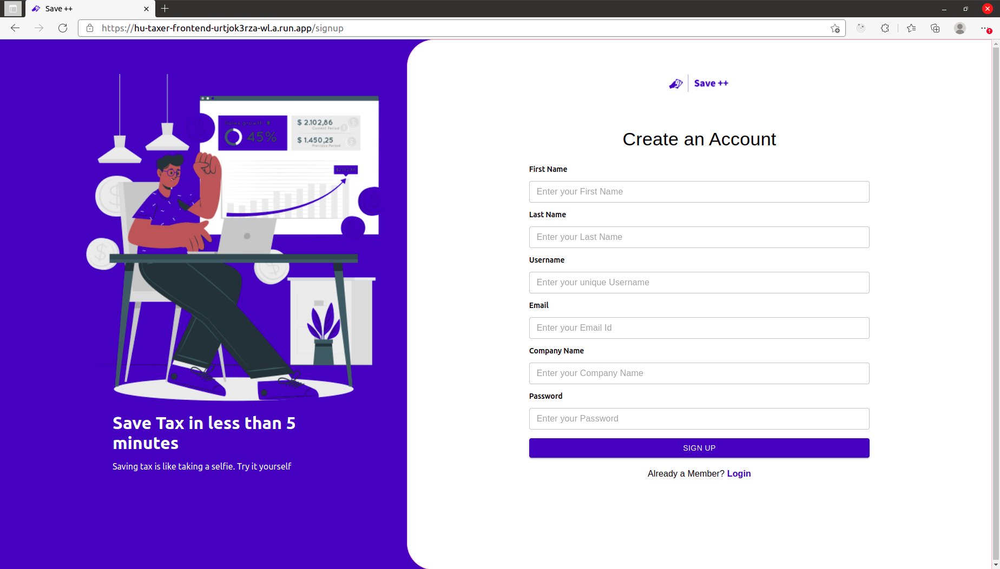 Save ++
https://hu-taxer-frontend-urtjok3rza-wl.a.run.app/signup
Sales growth
45%
$ 2.102,86
Current Period
$ 1.450,25
Previous Period
$2.102,86
Save Tax in less than 5
minutes
Saving tax is like taking a selfie. Try it yourself
Save ++
Create an Account
First Name
Enter your First Name
Last Name
Enter your Last Name
Username
Enter your unique Username
Email
Enter your Email Id
Company Name
Enter your Company Name
Password
Enter your Password
SIGN UP
Already a Member? Login